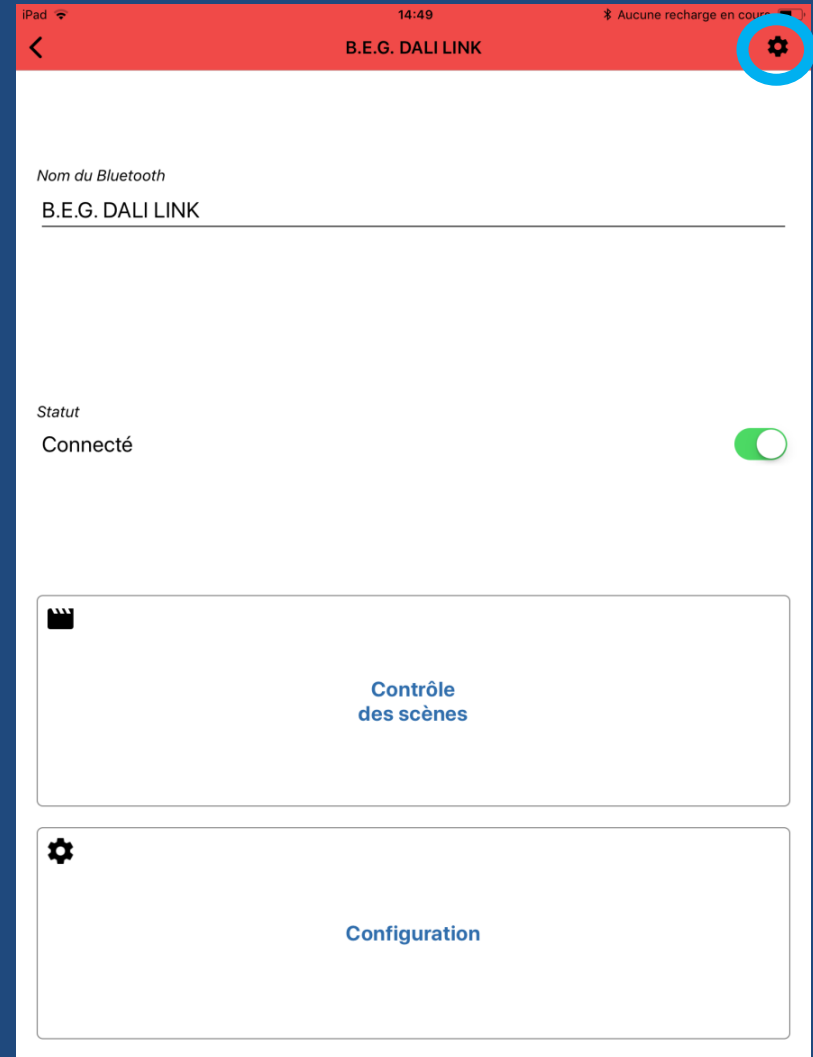 iPad 14:49 Aucune recharge en cours
B.E.G. DALI LINK
Nom du Bluetooth
B.E.G. DALI LINK
Statut
Connecté
Contrôle
des scènes
Configuration